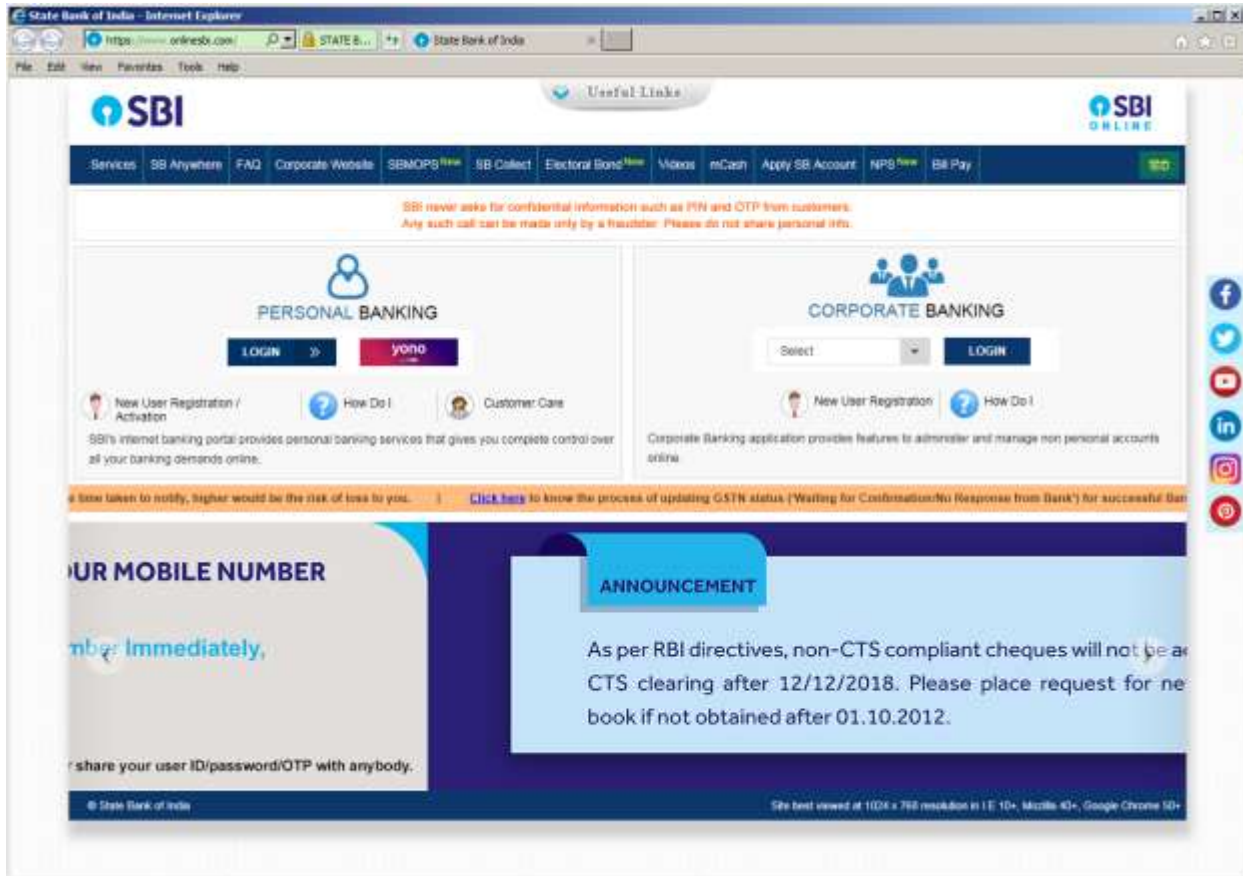 State Bank of India - Internet Explorer
https://www.onlinesbi.com/
STATE B...
State Bank of India
File Edit View Favorites Tools Help
SBI
Useful Links
SBI
ONLINE
Services SB Anywhere FAQ Corporate Website SBMOPS New SB Collect Electoral Bond New Videos mCash Apply SB Account NPS New Bill Pay
SBI never asks for confidential information such as PIN and OTP from customers.
Any such call can be made only by a fraudster. Please do not share personal info.
PERSONAL BANKING
LOGIN »
yono
New User Registration /
Activation
How Do I
Customer Care
SBI's internet banking portal provides personal banking services that gives you complete control over
all your banking demands online.
CORPORATE BANKING
Select
LOGIN
New User Registration
How Do I
Corporate Banking application provides features to administer and manage non personal accounts
online.
e time taken to notify, higher would be the risk of loss to you. | Click here to know the process of updating GSTN status ('Waiting for Confirmation/No Response from Bank') for successful Ban
OUR MOBILE NUMBER
mber Immediately,
r share your user ID/password/OTP with anybody.
ANNOUNCEMENT
As per RBI directives, non-CTS compliant cheques will not be ac
CTS clearing after 12/12/2018. Please place request for ne
book if not obtained after 01.10.2012.
© State Bank of India
Site best viewed at 1024 x 768 resolution in I.E 10+, Mozilla 40+, Google Chrome 50+